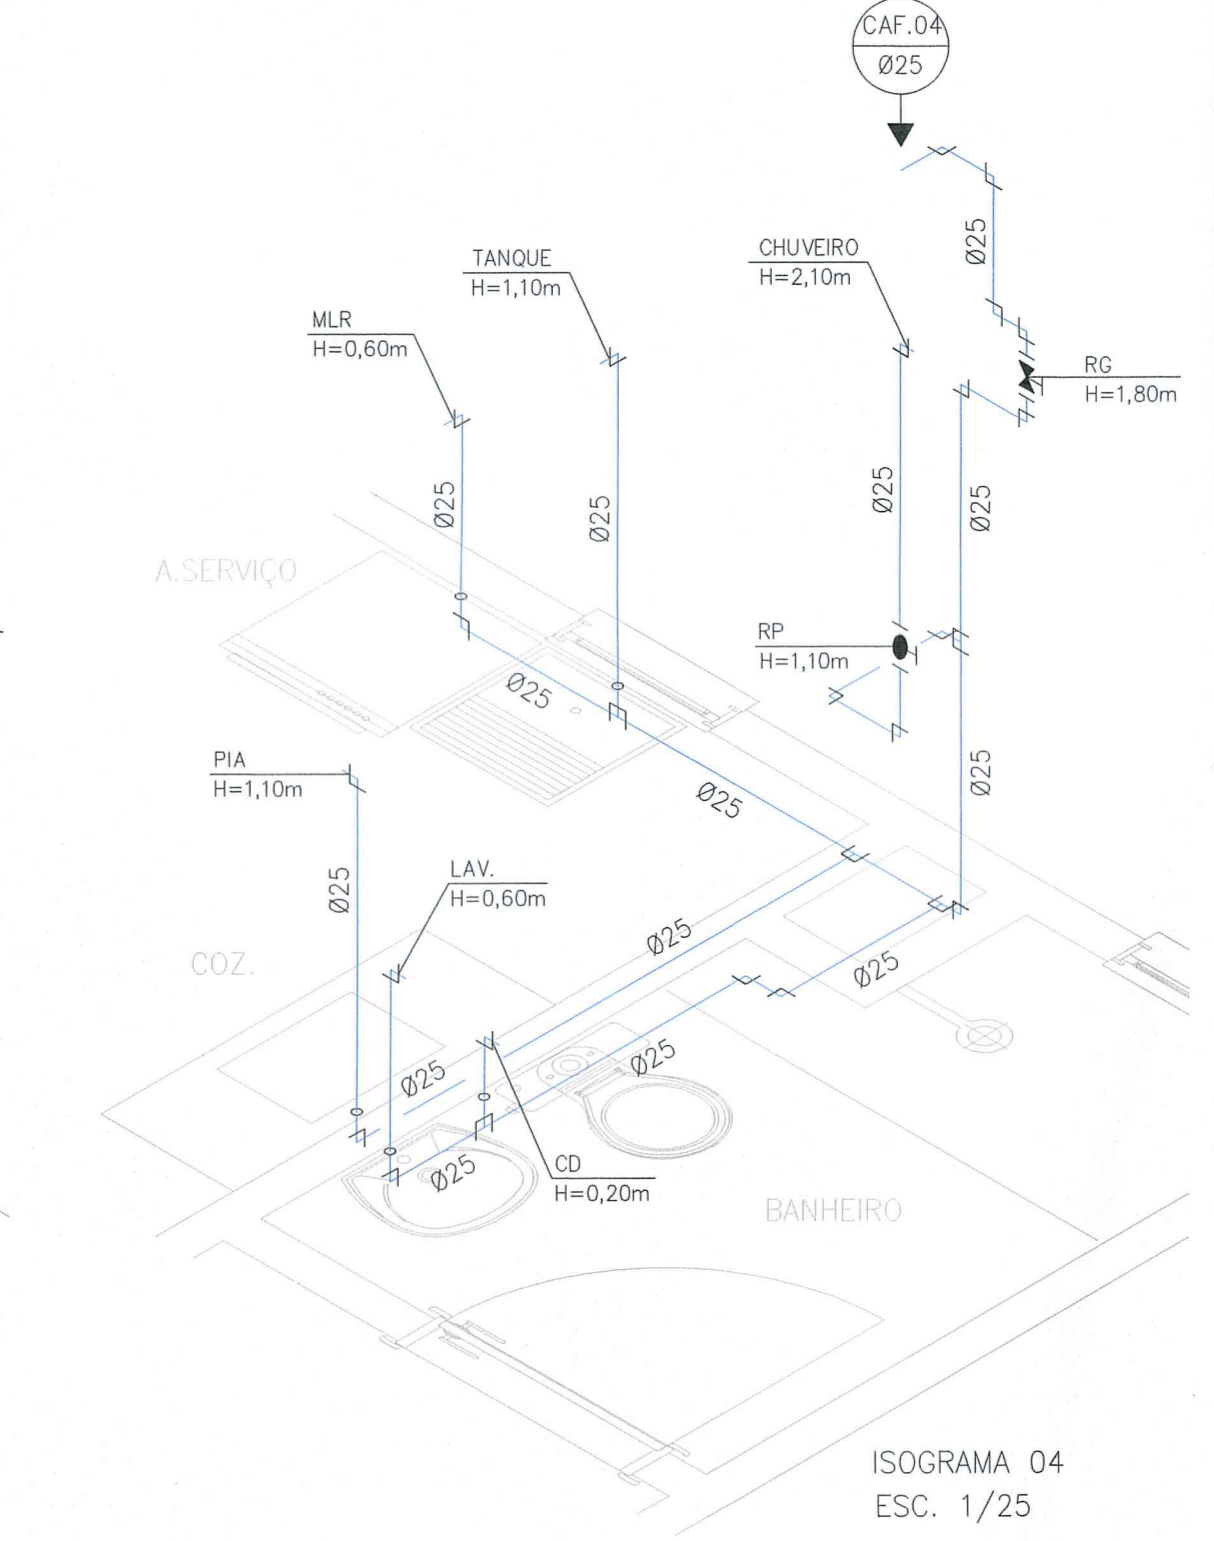 CAF.04
Ø25
Ø25
TANQUE
H=1,10m
CHUVEIRO
H=2,10m
MLR
H=0,60m
RG
H=1,80m
Ø25
Ø25
Ø25
Ø25
A.SERVIÇO
RP
H=1,10m
Ø25
PIA
H=1,10m
Ø25
Ø25
Ø25
LAV.
H=0,60m
Ø25
COZ.
Ø25
Ø25
Ø25
Ø25
CD
H=0,20m
BANHEIRO
ISOGRAMA 04
ESC. 1/25